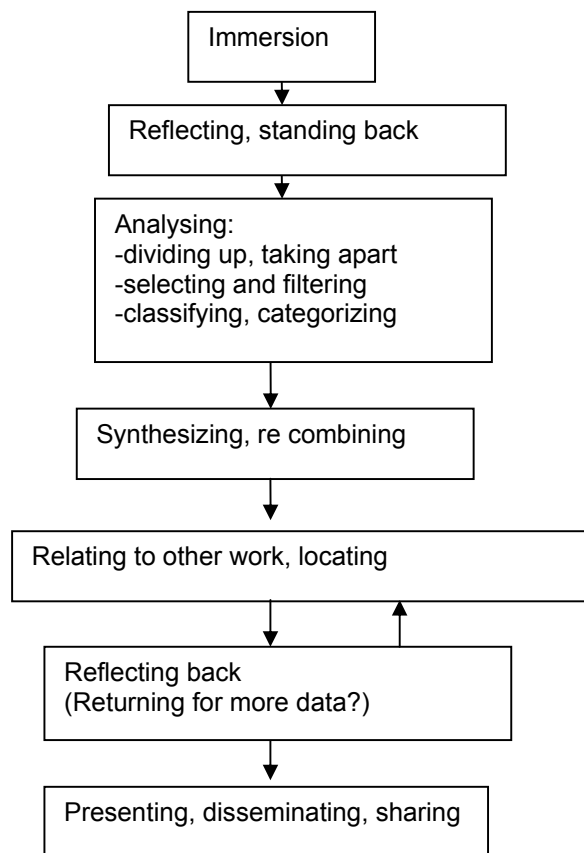 Immersion
Reflecting, standing back
Analysing:
-dividing up, taking apart
-selecting and filtering
-classifying, categorizing
Synthesizing, re combining
Relating to other work, locating
Reflecting back
(Returning for more data?)
Presenting, disseminating, sharing